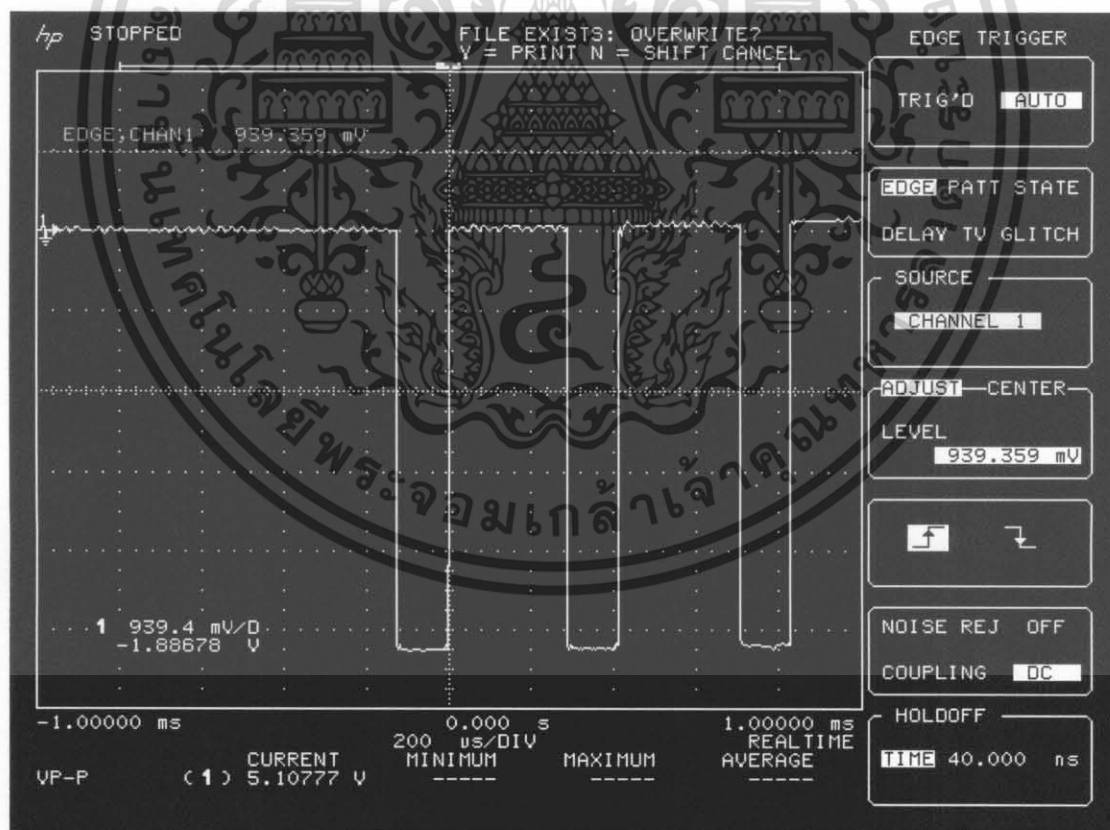 hp STOPPED
FILE EXISTS: OVERWRITE?
Y = PRINT N = SHIFT CANCEL
EDGE TRIGGER
TRIG'D AUTO
EDGE,CHAN1 939.359 mV
EDGE PATT STATE
DELAY TV GLITCH
1
SOURCE
CHANNEL 1
ADJUST CENTER
LEVEL
939.359 mV
1 939.4 mV/D
-1.88678 V
NOISE REJ OFF
COUPLING DC
-1.00000 ms 0.000 s 1.00000 ms
200 us/DIV REALTIME
CURRENT MINIMUM MAXIMUM AVERAGE
VP-P (1) 5.10777 V ----- ----- -----
HOLDOFF
TIME 40.000 ns